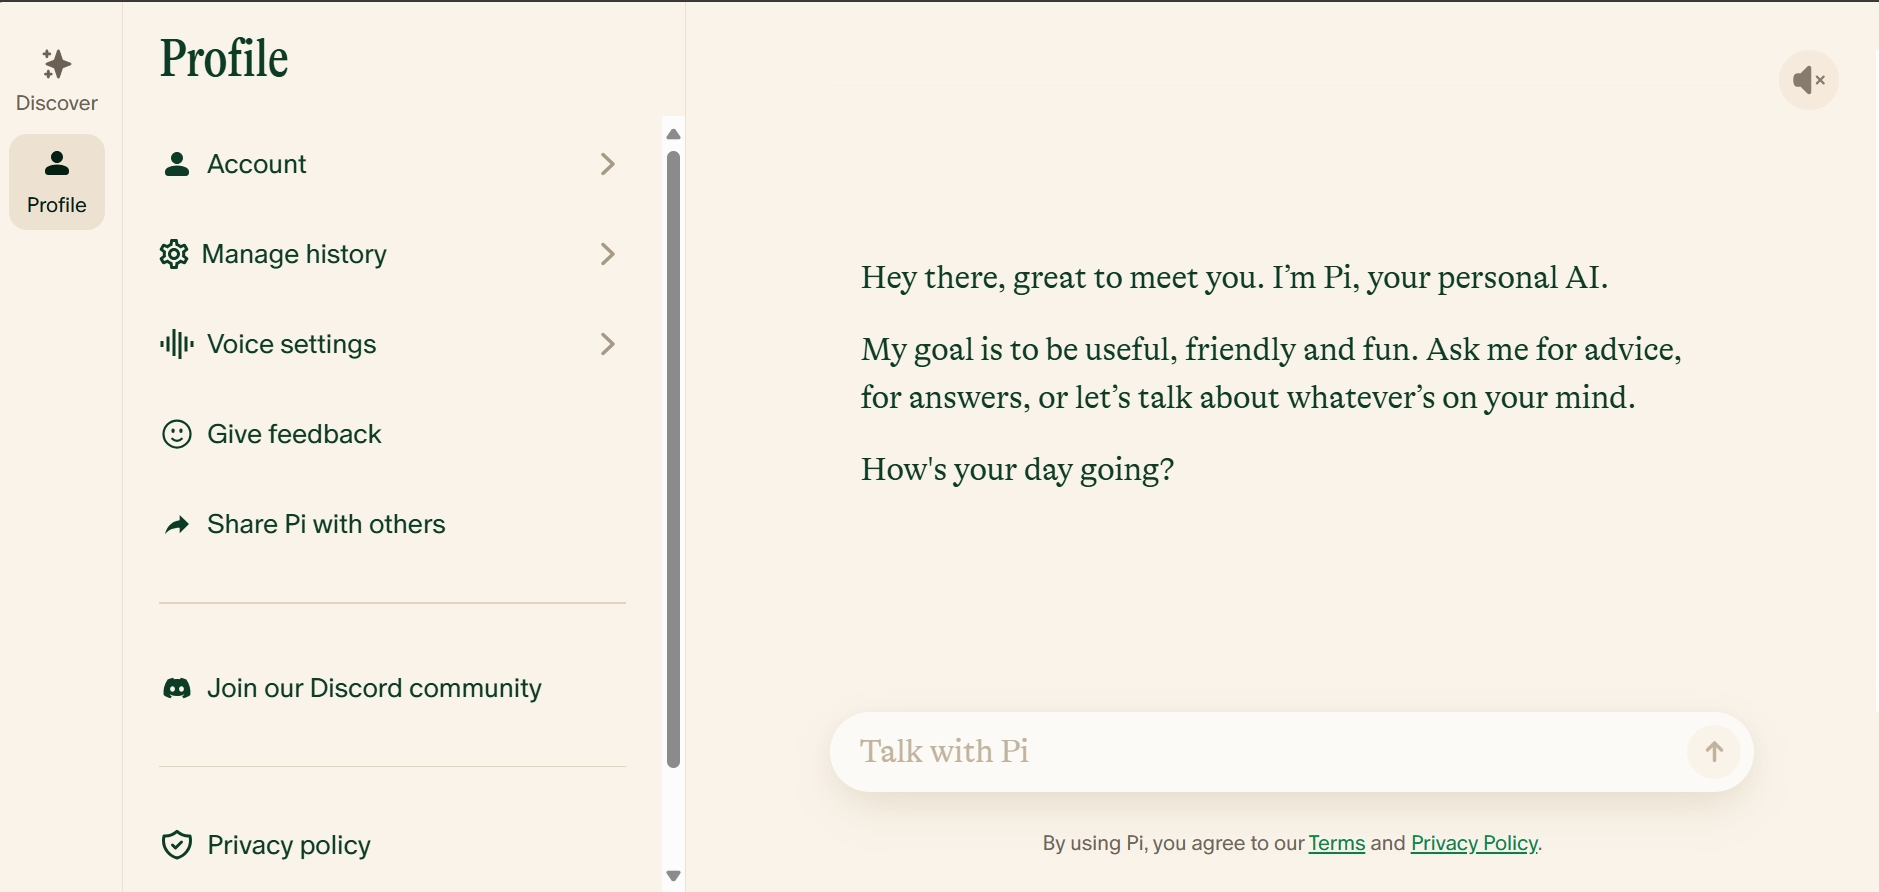 Discover
Profile
Profile
Account
Manage history
Voice settings
Give feedback
Share Pi with others
Join our Discord community
Privacy policy
Hey there, great to meet you. I’m Pi, your personal AI.
My goal is to be useful, friendly and fun. Ask me for advice,
for answers, or let’s talk about whatever’s on your mind.
How's your day going?
Talk with Pi
By using Pi, you agree to our Terms and Privacy Policy.